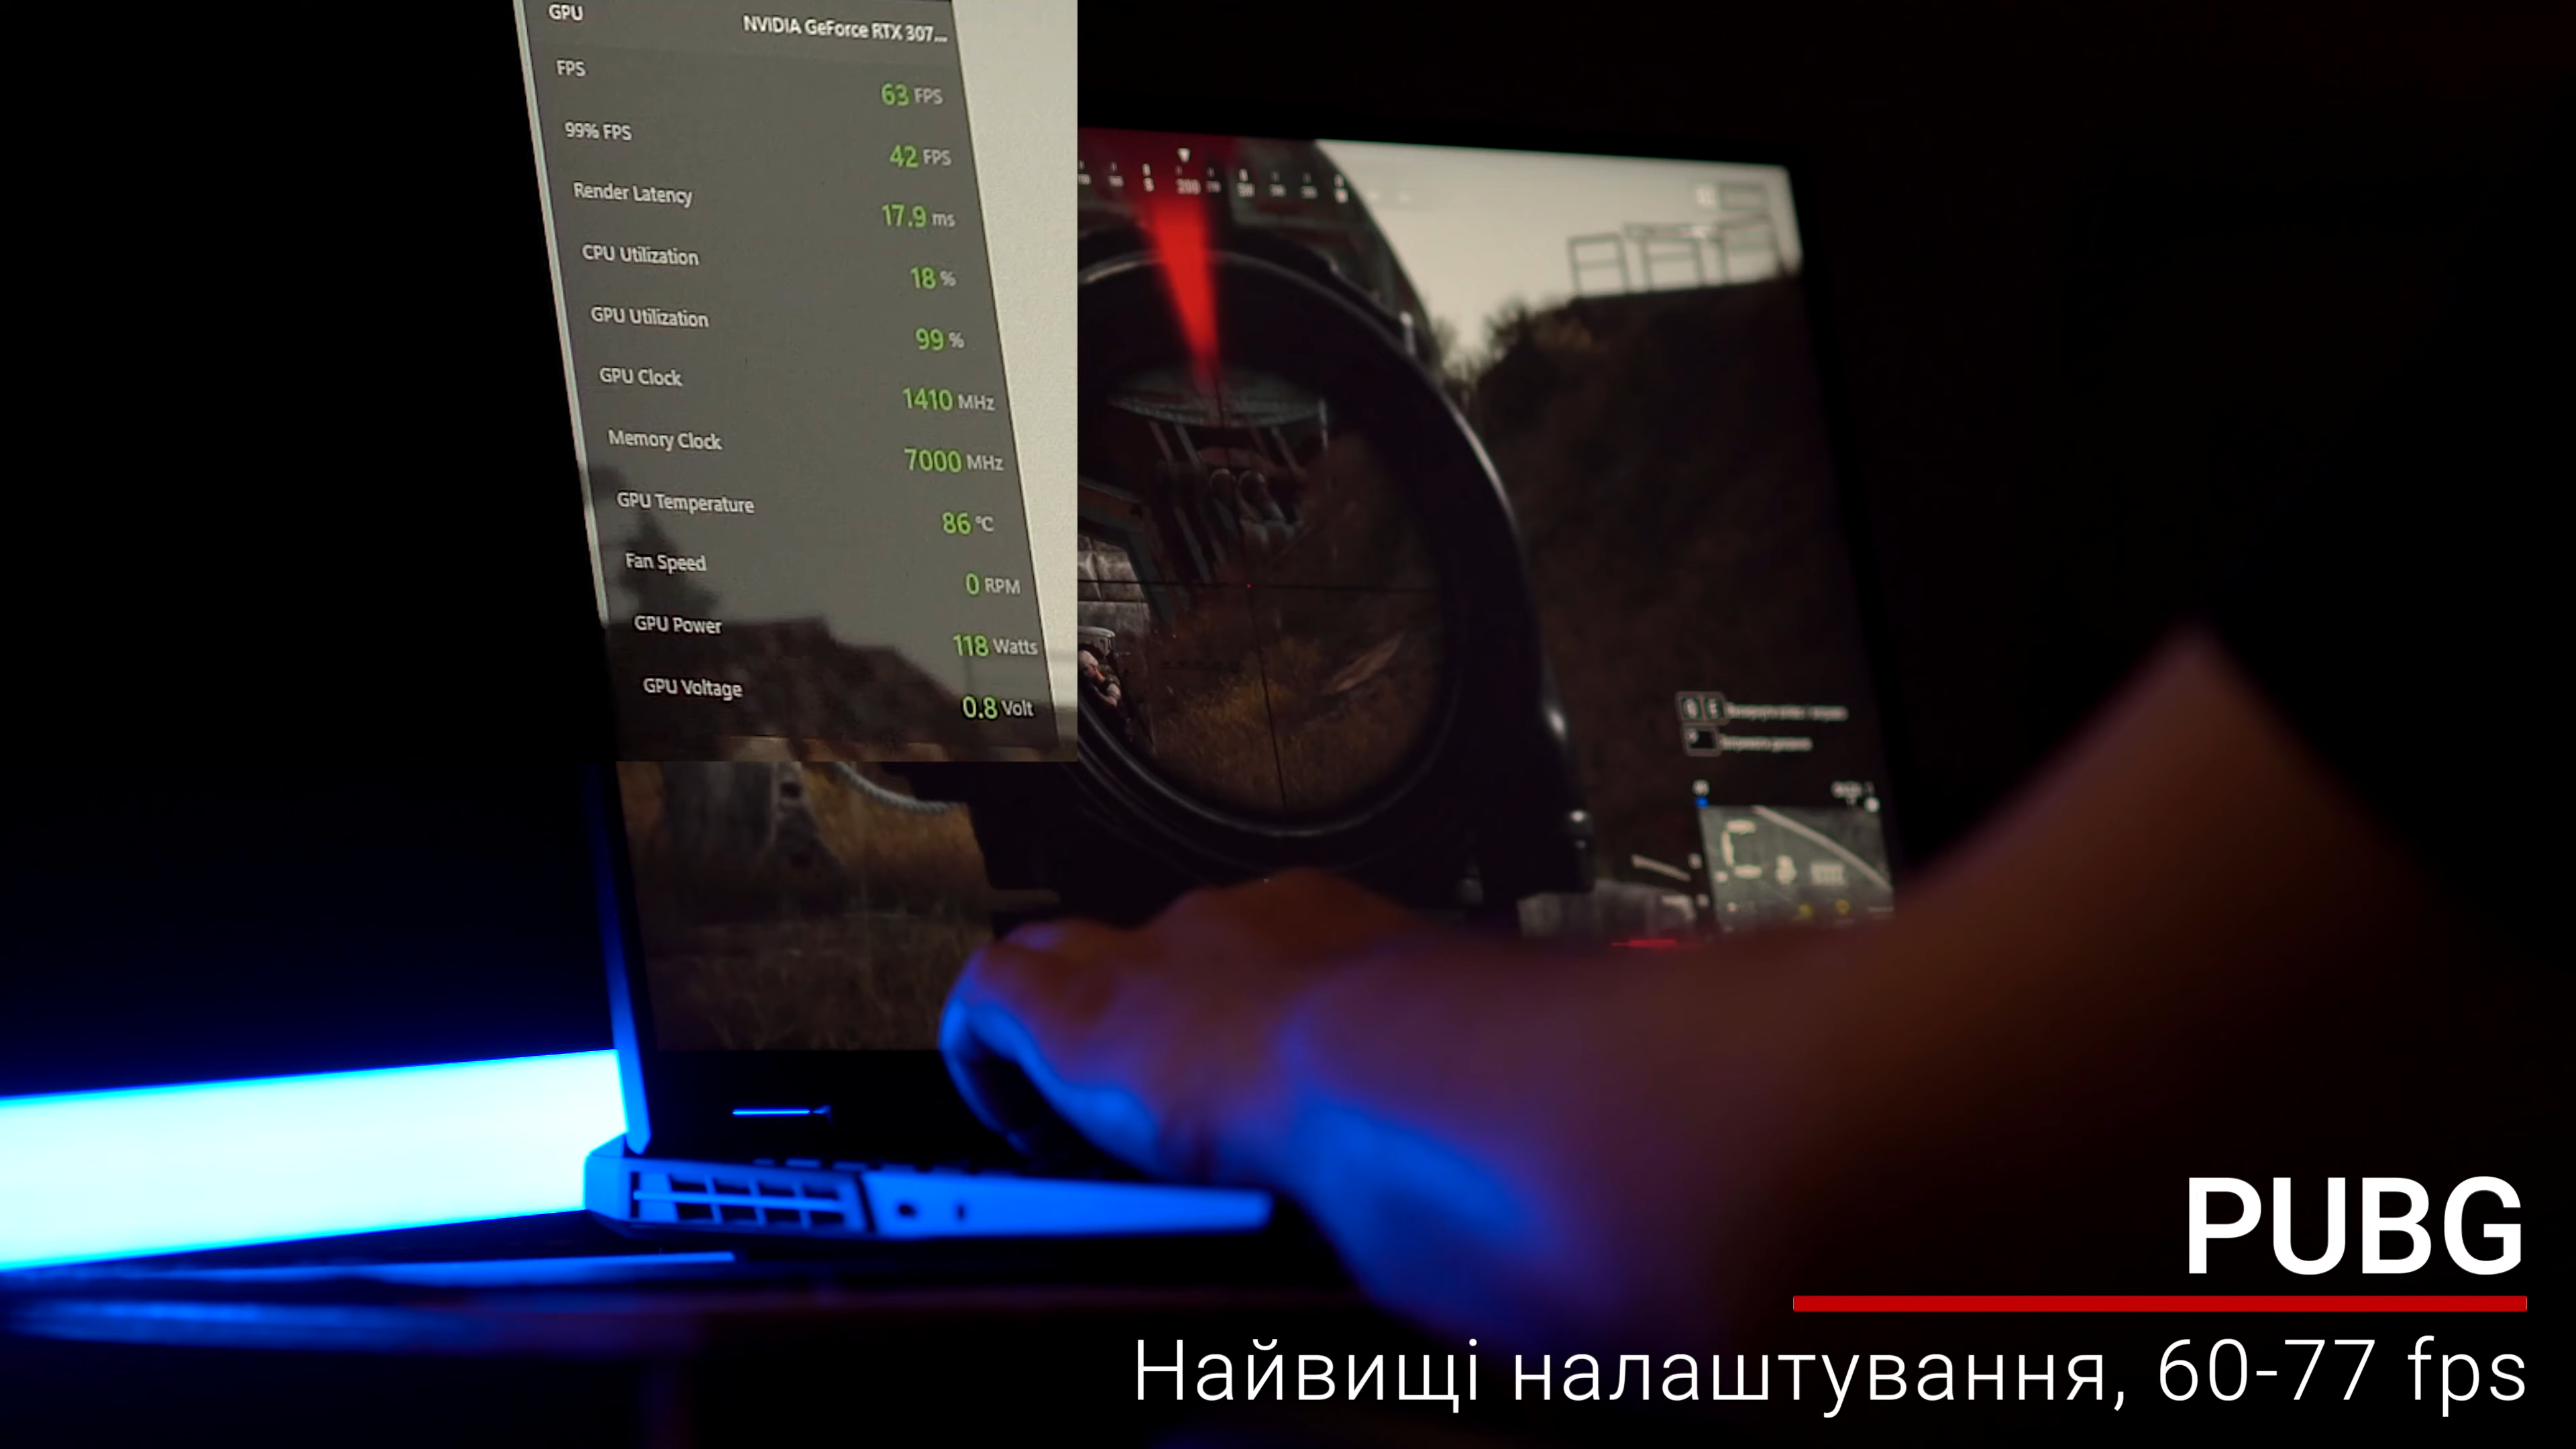 GPU NVIDIA GeForce RTX 307...
FPS 63 FPS
99% FPS 42 FPS
Render Latency 17.9 ms
CPU Utilization 18 %
GPU Utilization 99 %
GPU Clock 1410 MHz
Memory Clock 7000 MHz
GPU Temperature 86 °C
Fan Speed 0 RPM
GPU Power 118 Watts
GPU Voltage 0.8 Volt
S 200 SW W
PUBG
Найвищі налаштування, 60-77 fps